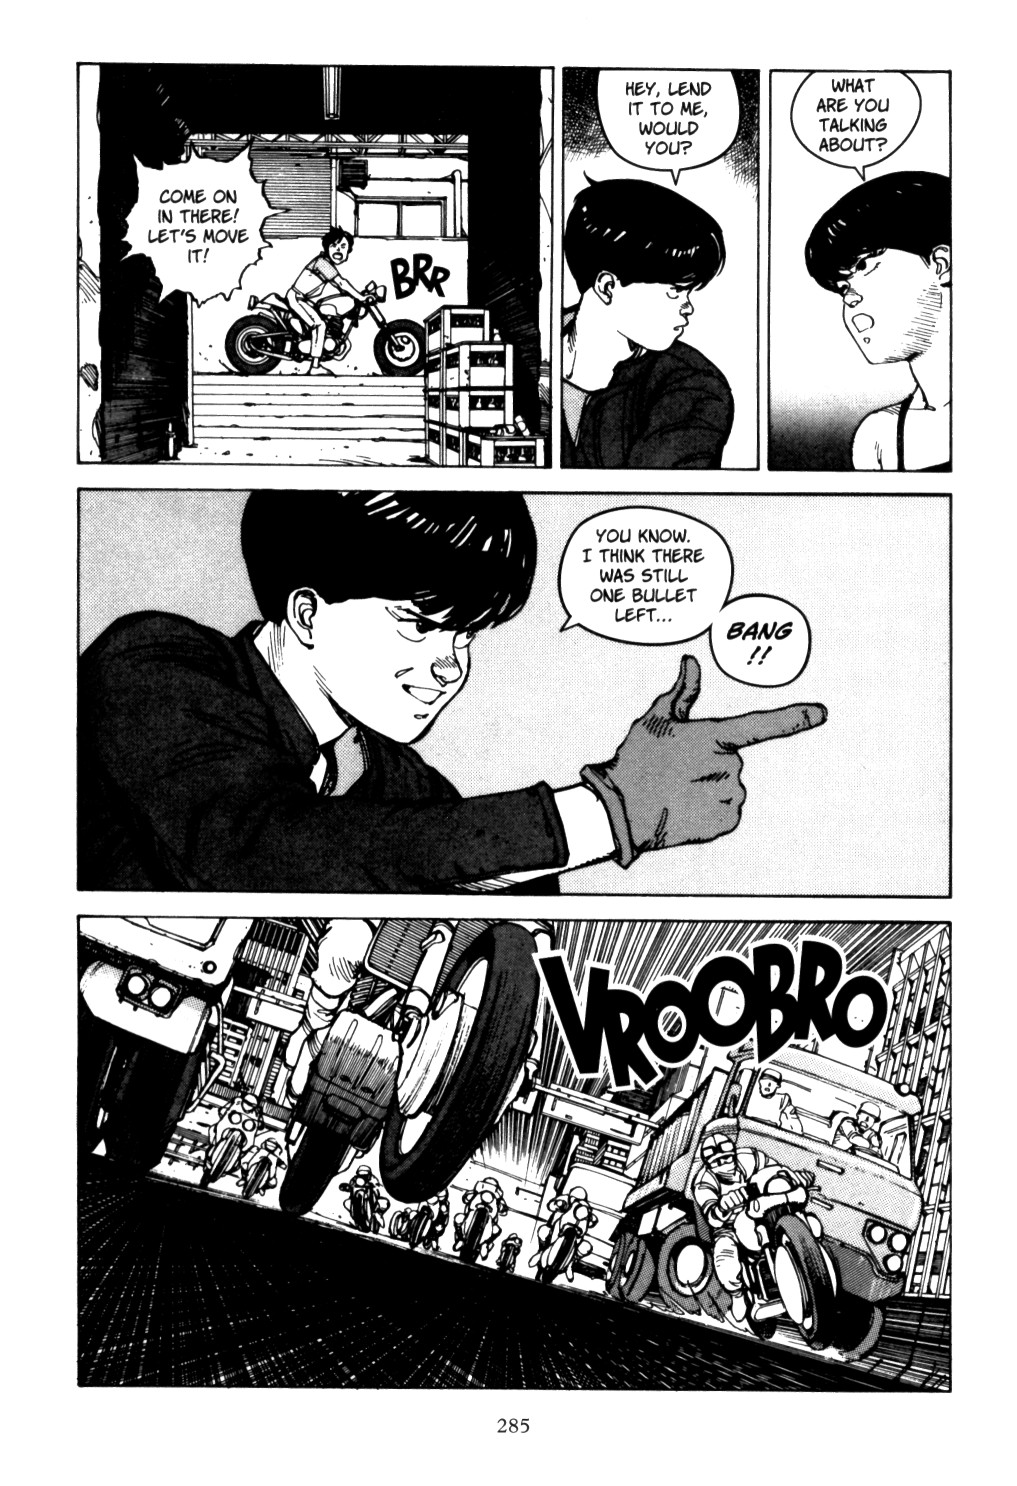 COME ON
IN THERE!
LET'S MOVE
IT!
BRR
HEY, LEND
IT TO ME,
WOULD
YOU?
WHAT
ARE YOU
TALKING
ABOUT?
YOU KNOW.
I THINK THERE
WAS STILL
ONE BULLET
LEFT...
BANG
!!
VROOBRO
285